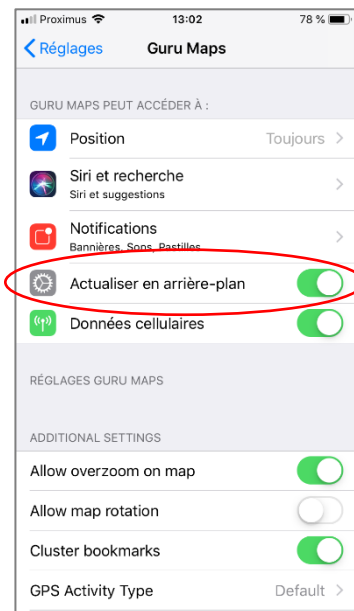 Proximus 13:02 78 %
Réglages Guru Maps
GURU MAPS PEUT ACCÉDER À :
Position Toujours
Siri et recherche
Siri et suggestions
Notifications
Bannières, Sons, Pastilles
Actualiser en arrière-plan
Données cellulaires
RÉGLAGES GURU MAPS
ADDITIONAL SETTINGS
Allow overzoom on map
Allow map rotation
Cluster bookmarks
GPS Activity Type Default